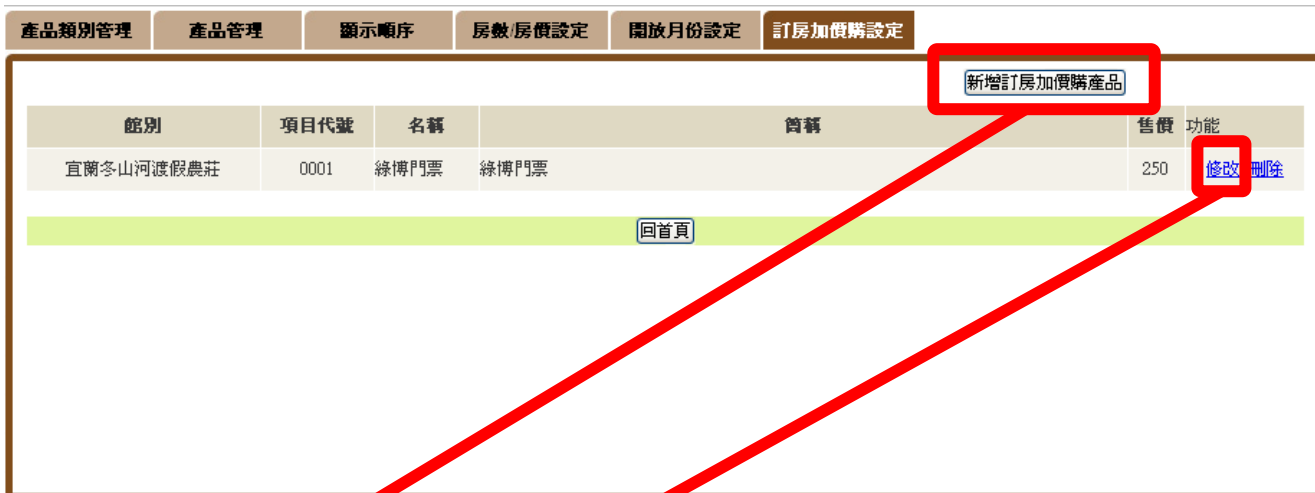 產品類別管理 產品管理 顯示順序 房數/房價設定 開放月份設定 訂房加價購設定
新增訂房加價購產品
館別 項目代號 名稱 簡稱 售價 功能
宜蘭冬山河渡假農莊 0001 綠博門票 綠博門票 250 修改 刪除
回首頁